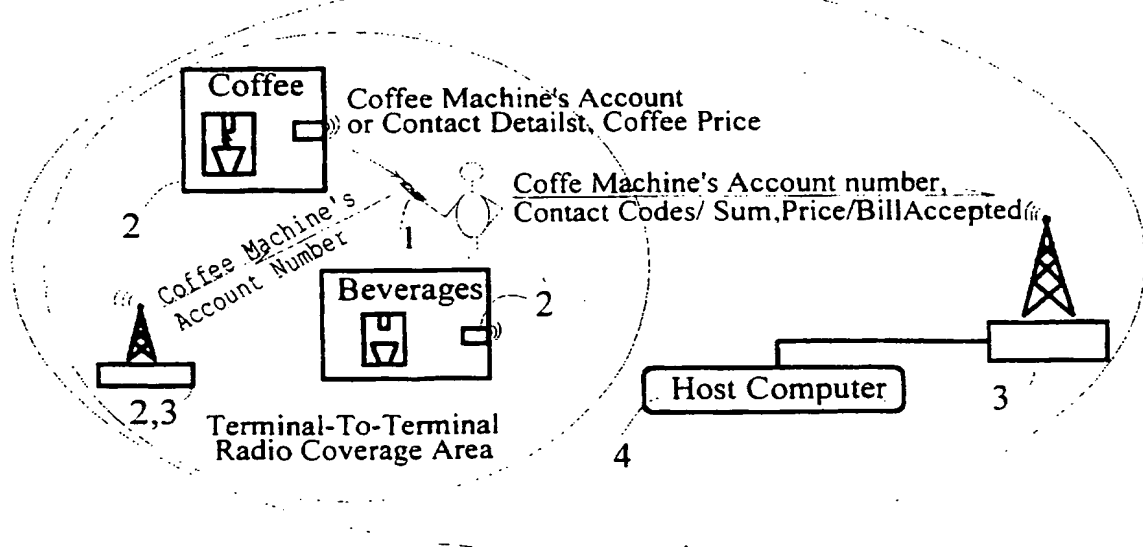 Coffee
Coffee Machine's Account
or Contact Detailst, Coffee Price
2
1
Coffe Machine's Account number,
Contact Codes/ Sum,Price/BillAccepted
Coffee Machine's
Account Number
Beverages
2
2,3
Terminal-To-Terminal
Radio Coverage Area
Host Computer
4
3